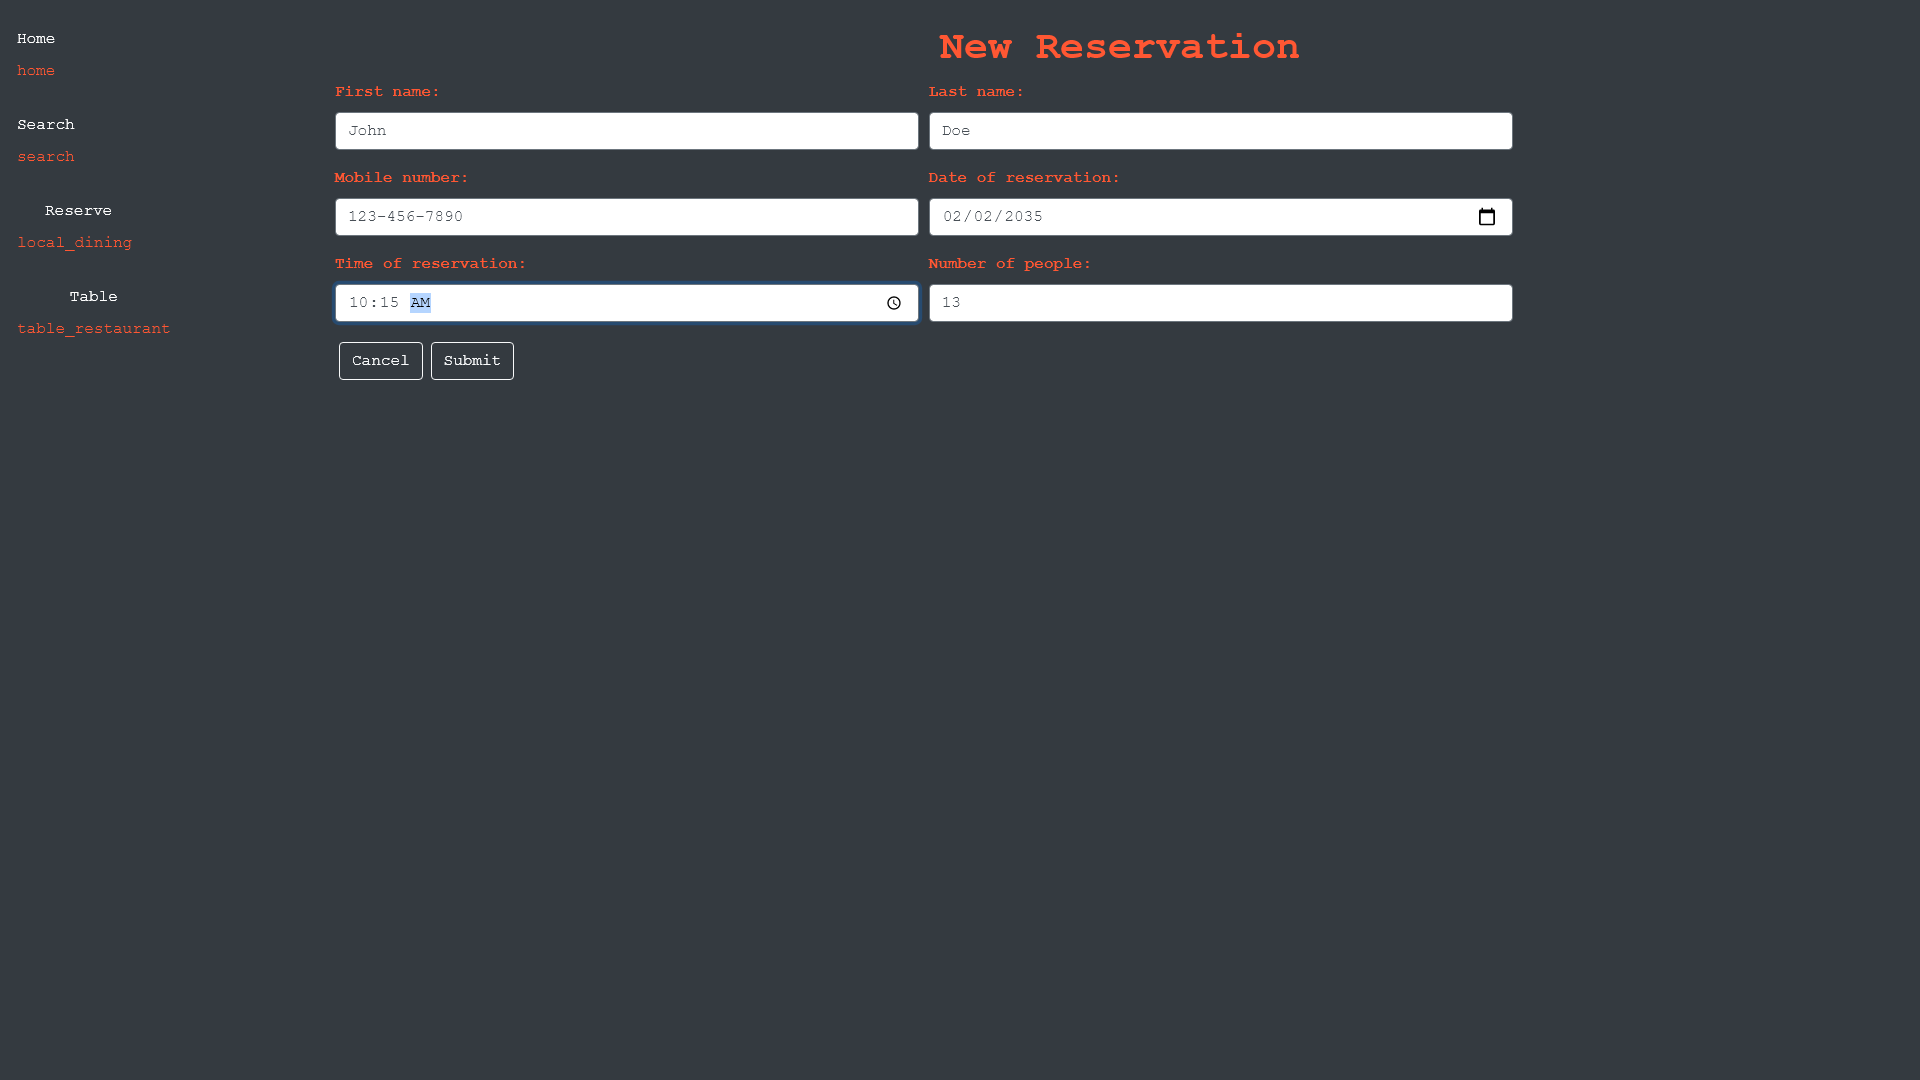 Home
home
Search
search
Reserve
local_dining
Table
table_restaurant
New Reservation
First name:
Last name:
John
Doe
Mobile number:
Date of reservation:
123-456-7890
02/02/2035
Time of reservation:
Number of people:
10:15 AM
13
Cancel
Submit